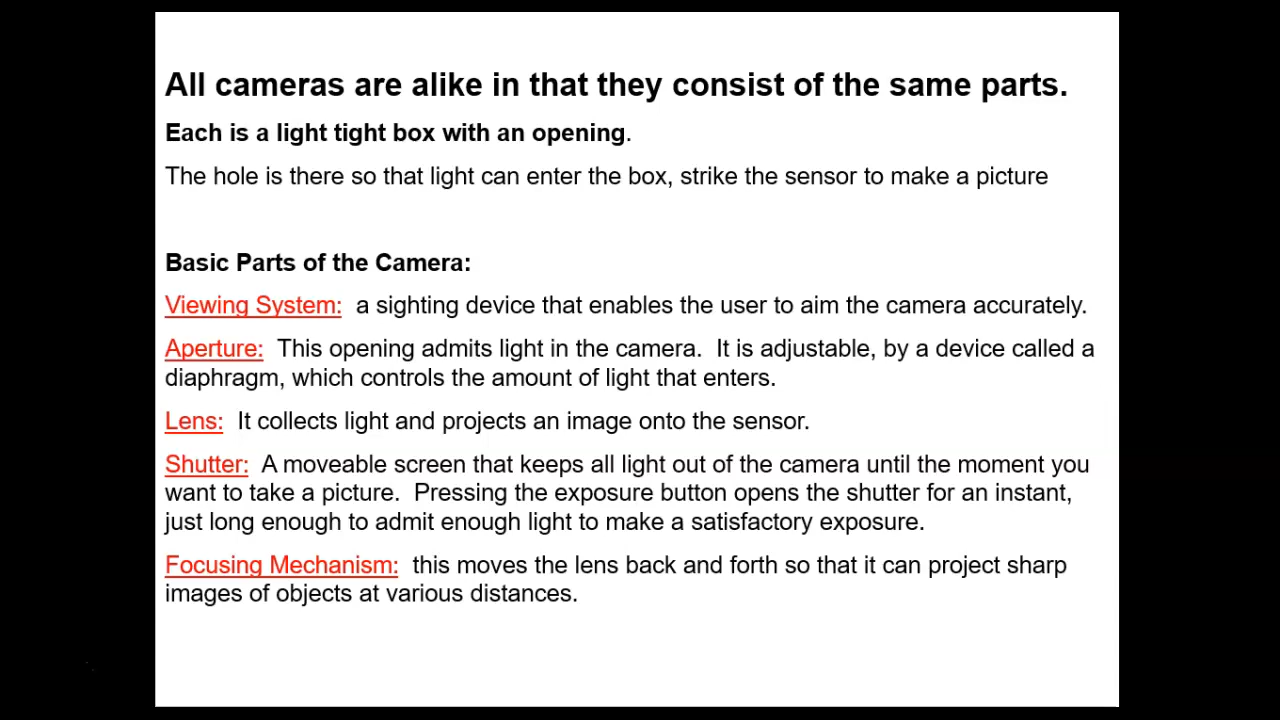 All cameras are alike in that they consist of the same parts.
Each is a light tight box with an opening.
The hole is there so that light can enter the box, strike the sensor to make a picture
Basic Parts of the Camera:
Viewing System:  a sighting device that enables the user to aim the camera accurately.
Aperture:  This opening admits light in the camera.  It is adjustable, by a device called a
diaphragm, which controls the amount of light that enters.
Lens:  It collects light and projects an image onto the sensor.
Shutter:  A moveable screen that keeps all light out of the camera until the moment you
want to take a picture.  Pressing the exposure button opens the shutter for an instant,
just long enough to admit enough light to make a satisfactory exposure.
Focusing Mechanism:  this moves the lens back and forth so that it can project sharp
images of objects at various distances.